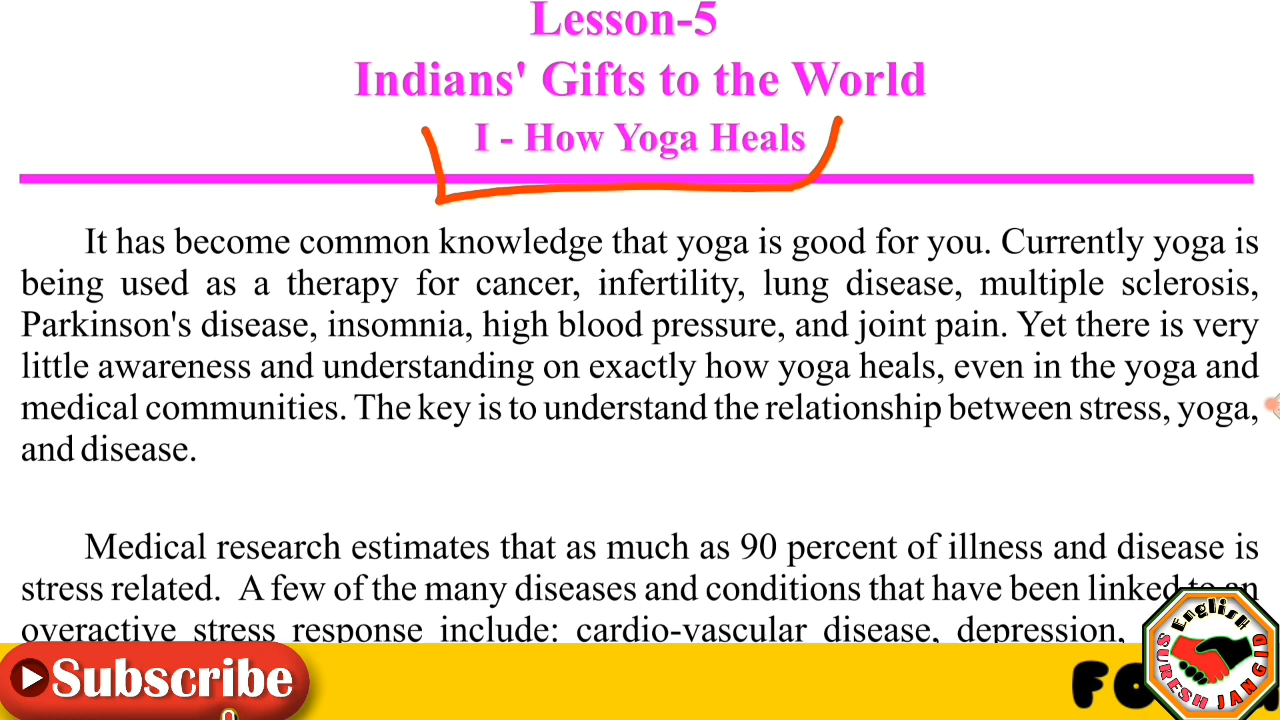 Lesson-5
Indians' Gifts to the World
I - How Yoga Heals
It has become common knowledge that yoga is good for you. Currently yoga is
being used as a therapy for cancer, infertility, lung disease, multiple sclerosis,
Parkinson's disease, insomnia, high blood pressure, and joint pain. Yet there is very
little awareness and understanding on exactly how yoga heals, even in the yoga and
medical communities. The key is to understand the relationship between stress, yoga,
and disease.
Medical research estimates that as much as 90 percent of illness and disease is
stress related. A few of the many diseases and conditions that have been linked to an
overactive stress response include: cardio-vascular disease, depression,
Subscribe
English
SURESH JANGID